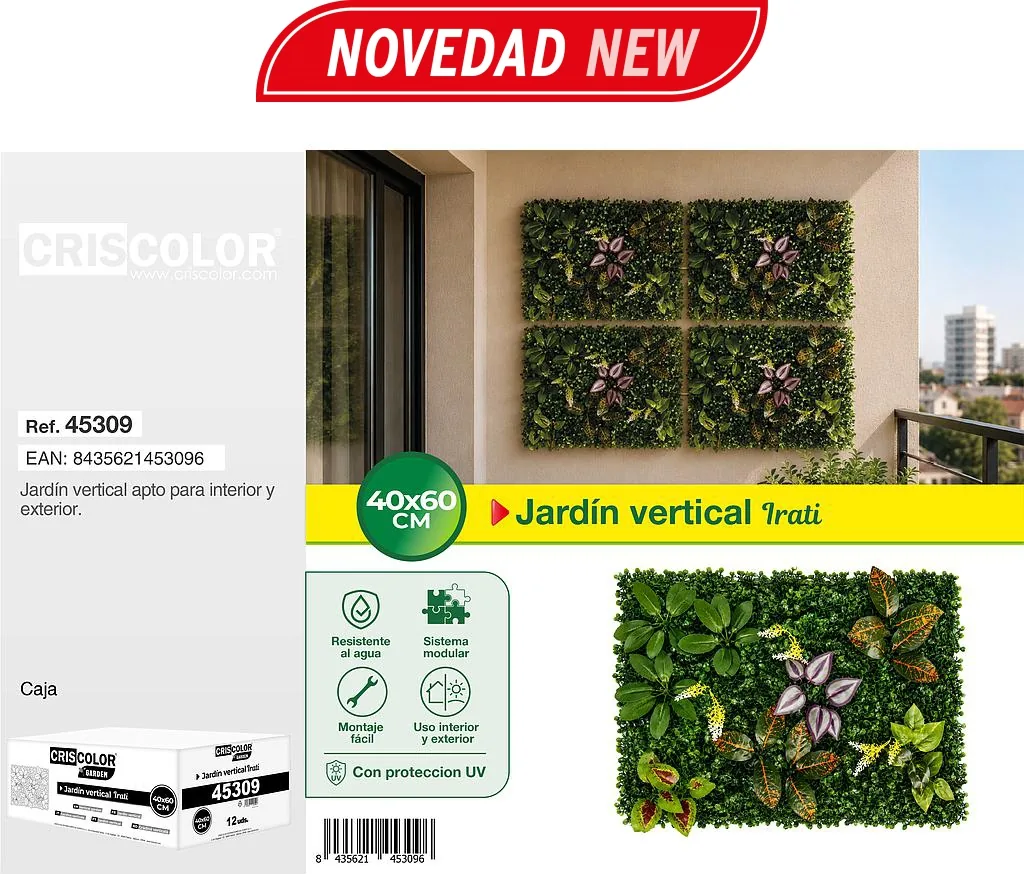 NOVEDAD NEW
CRISCOLOR®
www.criscolor.com
Ref. 45309
EAN: 8435621453096
Jardín vertical apto para interior y
exterior.
40x60
CM
Jardín vertical Irati
Resistente
al agua
Sistema
modular
Montaje
fácil
Uso interior
y exterior
UV
Con proteccion UV
Caja
CRISCOLOR®
GARDEN
Jardín vertical Irati
40x60
CM
CRISCOLOR
GARDEN
Jardín vertical Irati
45309
40x60
CM
12 uds.
8 435621 453096